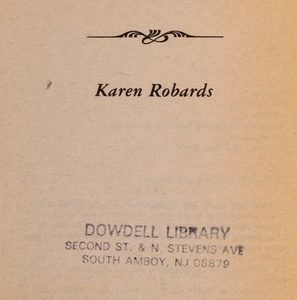 Karen Robards
DOWDELL LIBRARY
SECOND ST. & N. STEVENS AVE
SOUTH AMBOY, NJ 08879